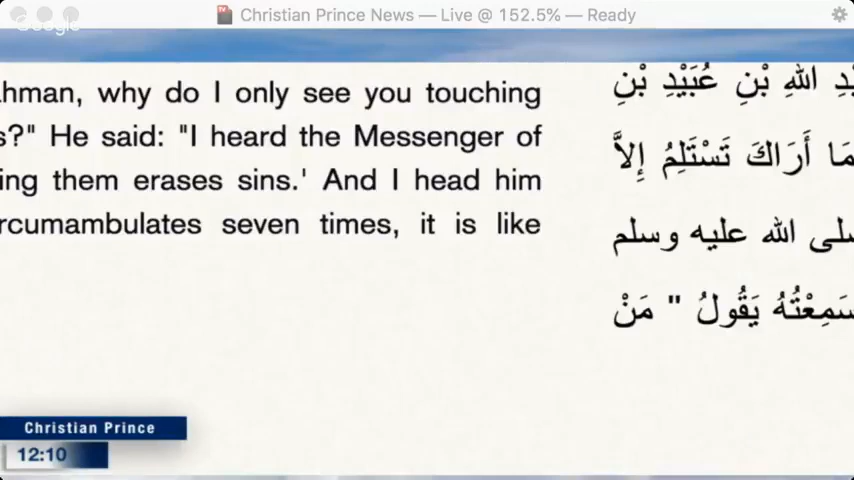 Christian Prince News — Live @ 152.5% — Ready
Google
hman, why do I only see you touching
s?" He said: "I heard the Messenger of
ing them erases sins.' And I head him
rcumambulates seven times, it is like
دِ اللهِ بْنِ عُبَيْدِ بْنِ
مَا أَرَاكَ تَسْتَلِمُ إِلاَّ
صلى الله عليه وسلم
سَمِعْتُهُ يَقُولُ " مَنْ
Christian Prince
12:10